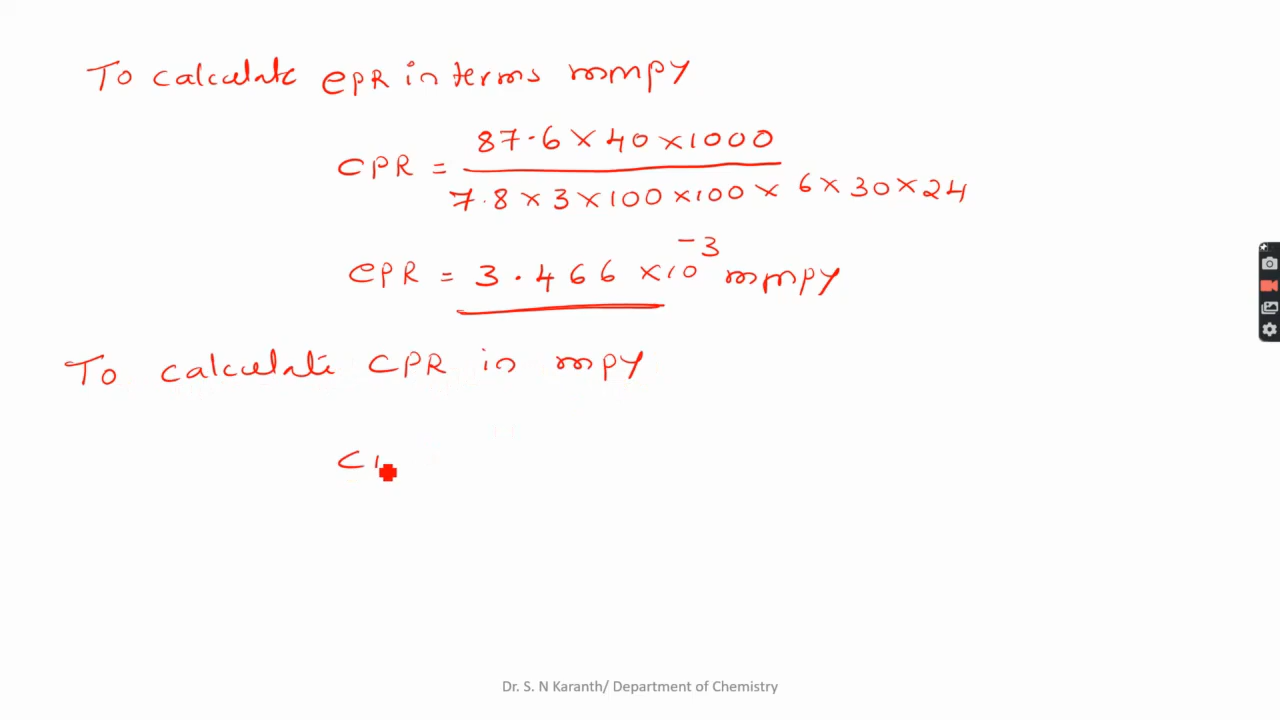 To calculate CPR in terms mmpy
87.6 × 40 × 1000
CPR =
7.8 × 3 × 100 × 100 × 6 × 30 × 24
CPR = 3.466 × 10⁻³ mmpy
To calculate CPR in mpy
C
Dr. S. N Karanth/ Department of Chemistry